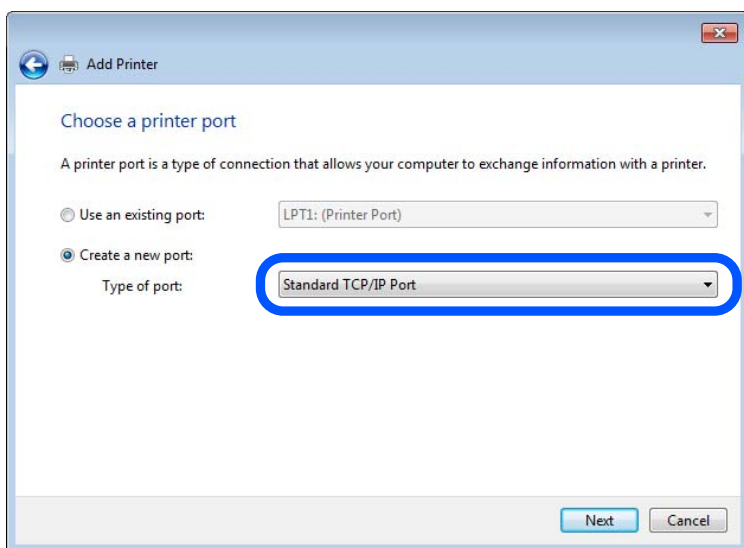 Add Printer
Choose a printer port
A printer port is a type of connection that allows your computer to exchange information with a printer.
Use an existing port: LPT1: (Printer Port)
Create a new port:
Type of port: Standard TCP/IP Port
Next Cancel